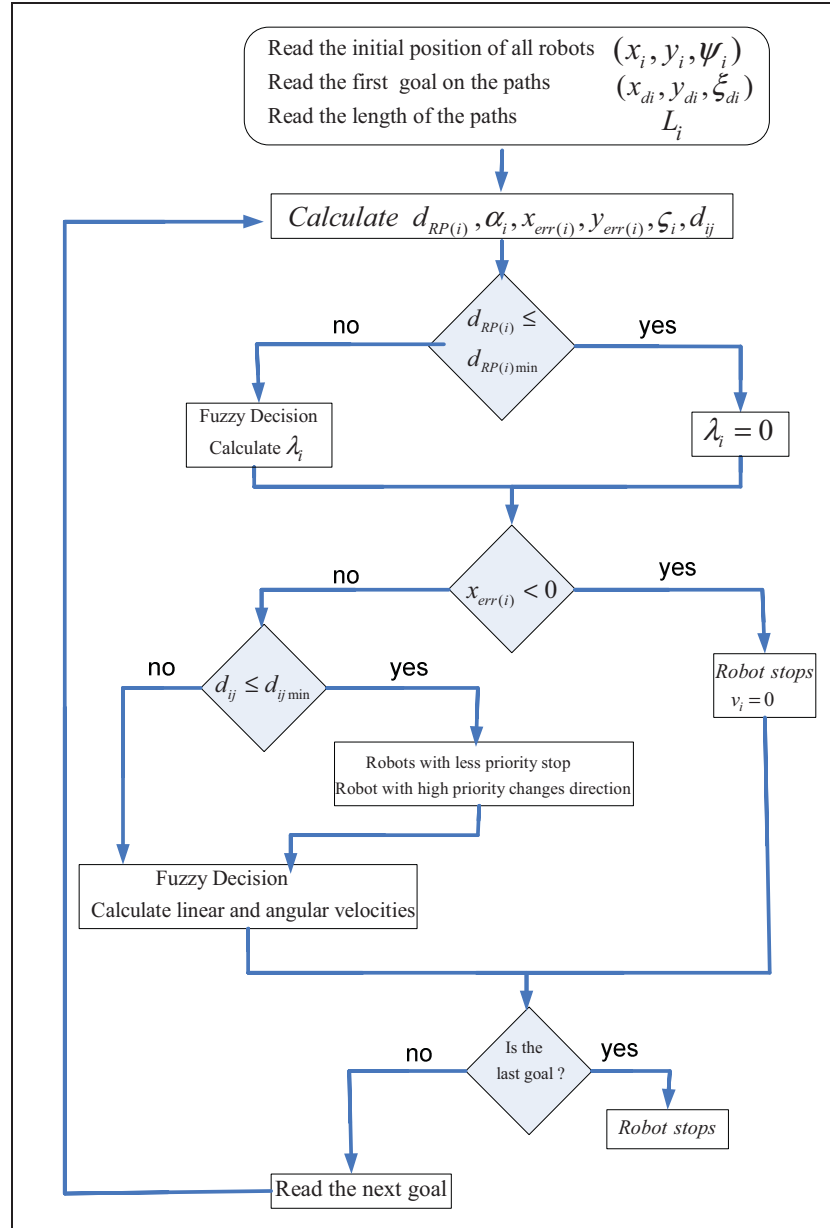 Read the initial position of all robots (x_i, y_i, ψ_i)
Read the first goal on the paths (x_di, y_di, ξ_di)
Read the length of the paths L_i
Calculate d_RP(i), α_i, x_err(i), y_err(i), ς_i, d_ij
d_RP(i) ≤
d_RP(i)min
no
yes
Fuzzy Decision
Calculate λ_i
λ_i = 0
x_err(i) < 0
no
yes
d_ij ≤ d_ij min
no
yes
Robot stops
v_i = 0
Robots with less priority stop
Robot with high priority changes direction
Fuzzy Decision
Calculate linear and angular velocities
Is the
last goal ?
no
yes
Robot stops
Read the next goal